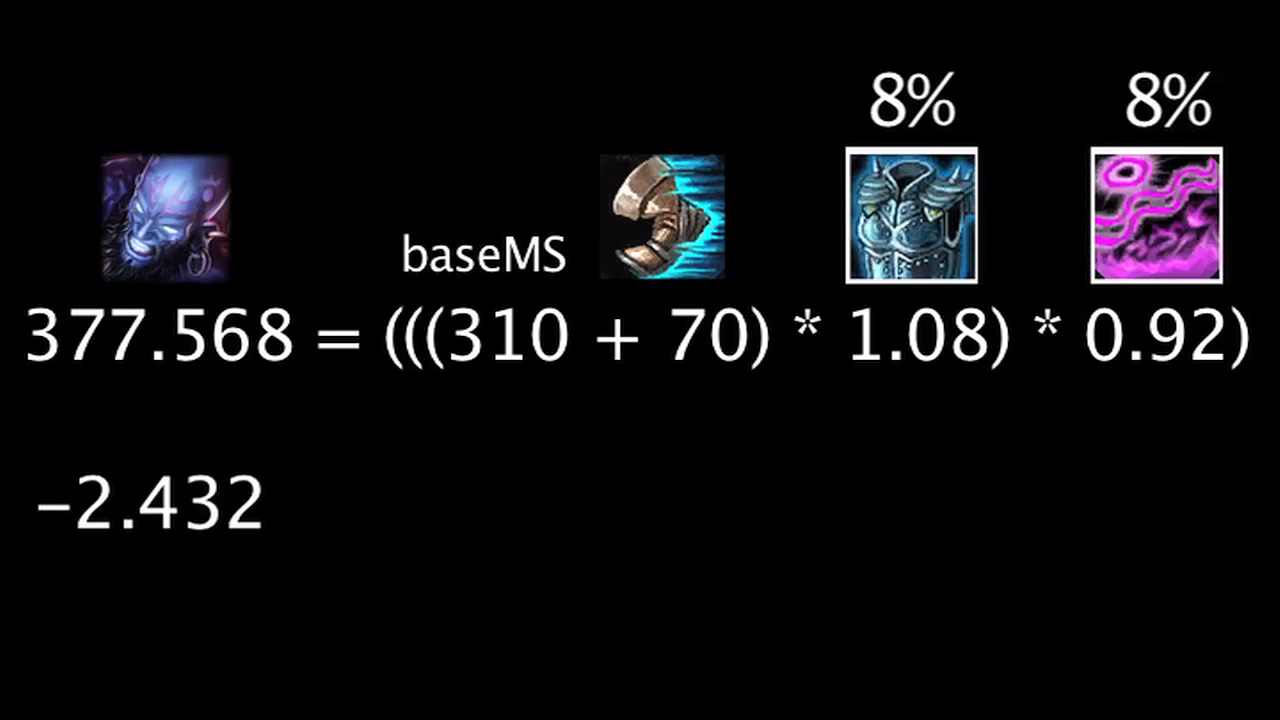 8% 8%
baseMS
377.568 = (((310 + 70) * 1.08) * 0.92)
-2.432